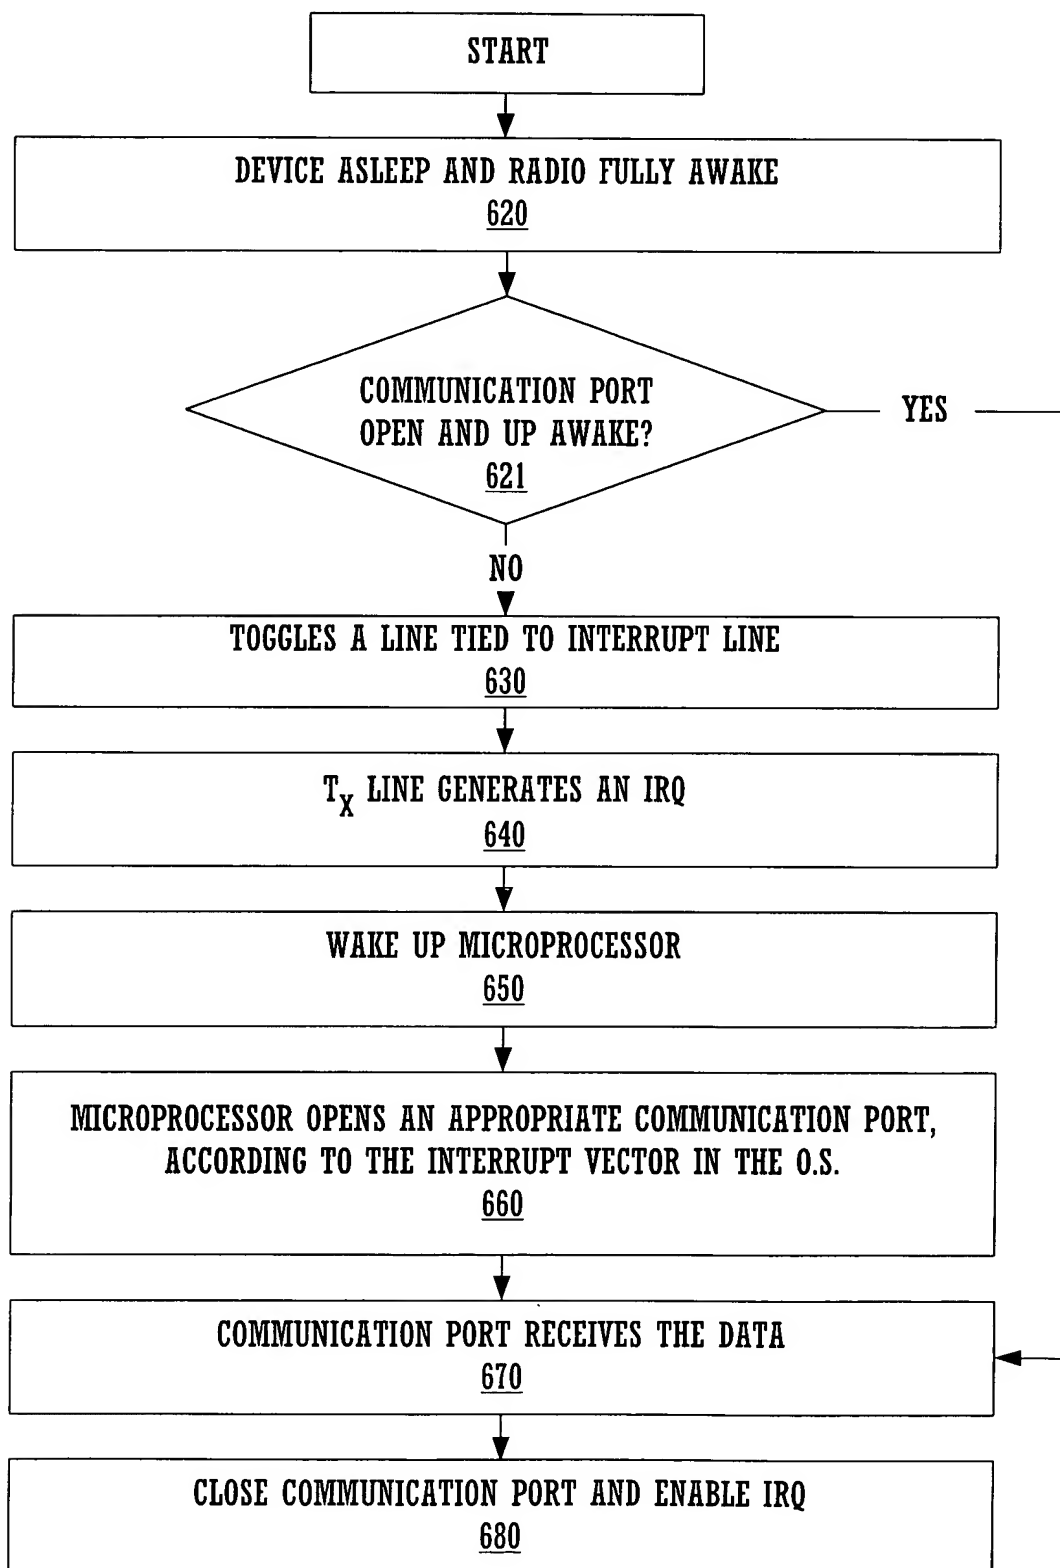 START
DEVICE ASLEEP AND RADIO FULLY AWAKE
620
COMMUNICATION PORT
OPEN AND UP AWAKE?
621
YES
NO
TOGGLES A LINE TIED TO INTERRUPT LINE
630
TX LINE GENERATES AN IRQ
640
WAKE UP MICROPROCESSOR
650
MICROPROCESSOR OPENS AN APPROPRIATE COMMUNICATION PORT,
ACCORDING TO THE INTERRUPT VECTOR IN THE O.S.
660
COMMUNICATION PORT RECEIVES THE DATA
670
CLOSE COMMUNICATION PORT AND ENABLE IRQ
680